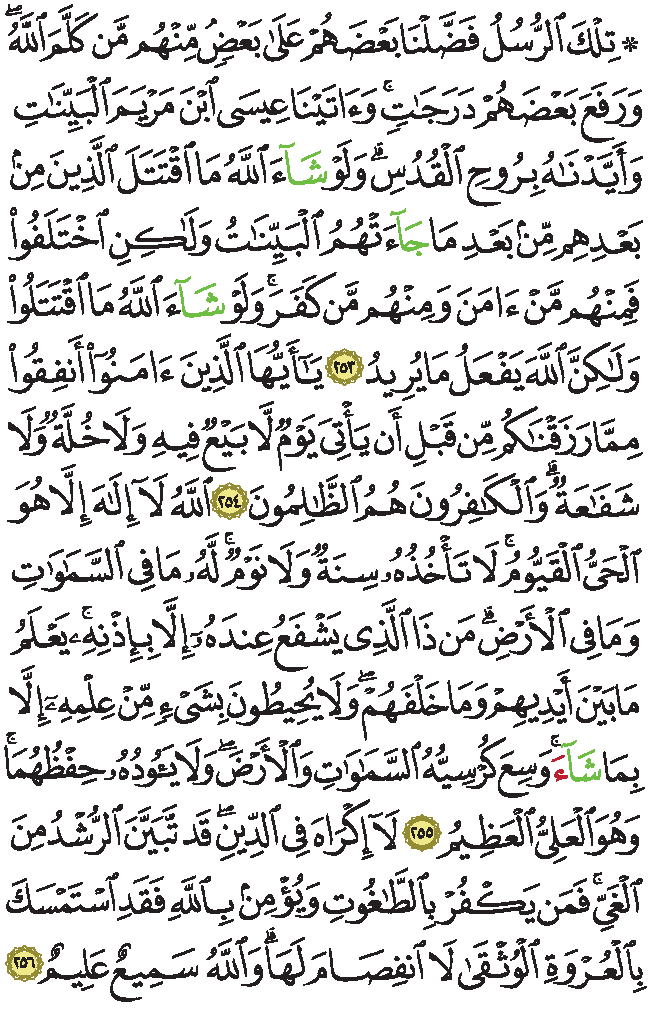 ۞ تِلْكَ ٱلرُّسُلُ فَضَّلْنَا بَعْضَهُمْ عَلَىٰ بَعْضٍ مِّنْهُم مَّن كَلَّمَ ٱللَّهُ ۖ
وَرَفَعَ بَعْضَهُمْ دَرَجَـٰتٍ ۚ وَءَاتَيْنَا عِيسَى ٱبْنَ مَرْيَمَ ٱلْبَيِّنَـٰتِ
وَأَيَّدْنَـٰهُ بِرُوحِ ٱلْقُدُسِ ۗ وَلَوْ شَآءَ ٱللَّهُ مَا ٱقْتَتَلَ ٱلَّذِينَ مِنۢ
بَعْدِهِم مِّنۢ بَعْدِ مَا جَآءَتْهُمُ ٱلْبَيِّنَـٰتُ وَلَـٰكِنِ ٱخْتَلَفُوا۟
فَمِنْهُم مَّنْ ءَامَنَ وَمِنْهُم مَّن كَفَرَ ۚ وَلَوْ شَآءَ ٱللَّهُ مَا ٱقْتَتَلُوا۟
وَلَـٰكِنَّ ٱللَّهَ يَفْعَلُ مَا يُرِيدُ ٢٥٣ يَـٰٓأَيُّهَا ٱلَّذِينَ ءَامَنُوٓا۟ أَنفِقُوا۟
مِمَّا رَزَقْنَـٰكُم مِّن قَبْلِ أَن يَأْتِىَ يَوْمٌ لَّا بَيْعٌ فِيهِ وَلَا خُلَّةٌ وَلَا
شَفَـٰعَةٌ ۗ وَٱلْكَـٰفِرُونَ هُمُ ٱلظَّـٰلِمُونَ ٢٥٤ ٱللَّهُ لَآ إِلَـٰهَ إِلَّا هُوَ
ٱلْحَىُّ ٱلْقَيُّومُ ۚ لَا تَأْخُذُهُۥ سِنَةٌ وَلَا نَوْمٌ ۚ لَّهُۥ مَا فِى ٱلسَّمَـٰوَٰتِ
وَمَا فِى ٱلْأَرْضِ ۗ مَن ذَا ٱلَّذِى يَشْفَعُ عِندَهُۥٓ إِلَّا بِإِذْنِهِۦ ۚ يَعْلَمُ
مَا بَيْنَ أَيْدِيهِمْ وَمَا خَلْفَهُمْ ۖ وَلَا يُحِيطُونَ بِشَىْءٍ مِّنْ عِلْمِهِۦٓ إِلَّا
بِمَا شَآءَ ۚ وَسِعَ كُرْسِيُّهُ ٱلسَّمَـٰوَٰتِ وَٱلْأَرْضَ ۖ وَلَا يَـُٔودُهُۥ حِفْظُهُمَا ۚ
وَهُوَ ٱلْعَلِىُّ ٱلْعَظِيمُ ٢٥٥ لَآ إِكْرَاهَ فِى ٱلدِّينِ ۖ قَد تَّبَيَّنَ ٱلرُّشْدُ مِنَ
ٱلْغَىِّ ۚ فَمَن يَكْفُرْ بِٱلطَّـٰغُوتِ وَيُؤْمِنۢ بِٱللَّهِ فَقَدِ ٱسْتَمْسَكَ
بِٱلْعُرْوَةِ ٱلْوُثْقَىٰ لَا ٱنفِصَامَ لَهَا ۗ وَٱللَّهُ سَمِيعٌ عَلِيمٌ ٢٥٦